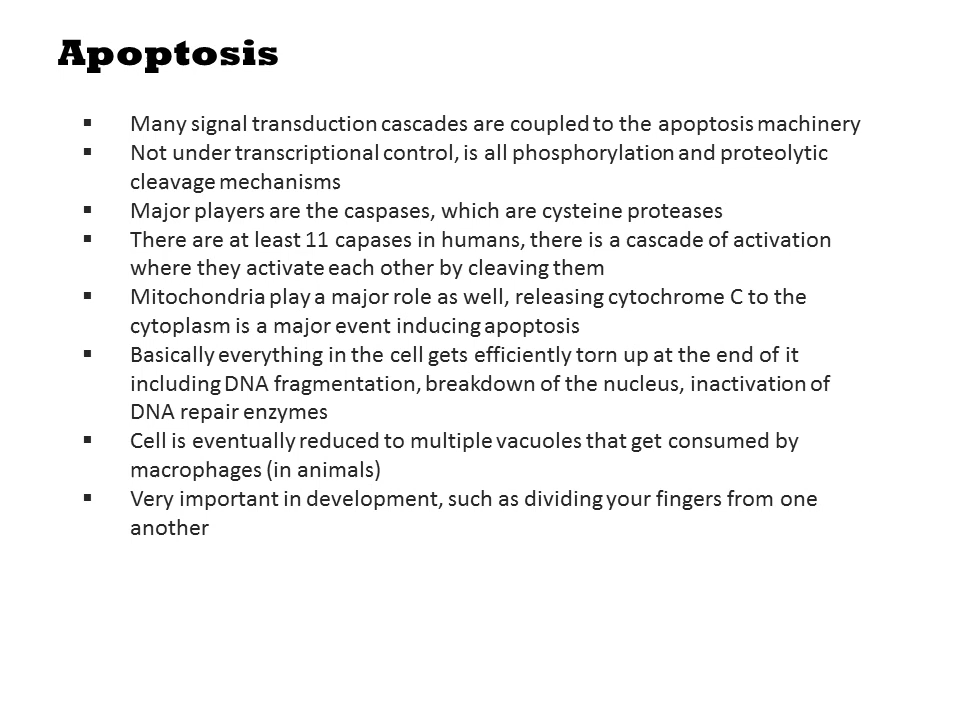 Apoptosis
▪ Many signal transduction cascades are coupled to the apoptosis machinery
▪ Not under transcriptional control, is all phosphorylation and proteolytic
cleavage mechanisms
▪ Major players are the caspases, which are cysteine proteases
▪ There are at least 11 capases in humans, there is a cascade of activation
where they activate each other by cleaving them
▪ Mitochondria play a major role as well, releasing cytochrome C to the
cytoplasm is a major event inducing apoptosis
▪ Basically everything in the cell gets efficiently torn up at the end of it
including DNA fragmentation, breakdown of the nucleus, inactivation of
DNA repair enzymes
▪ Cell is eventually reduced to multiple vacuoles that get consumed by
macrophages (in animals)
▪ Very important in development, such as dividing your fingers from one
another